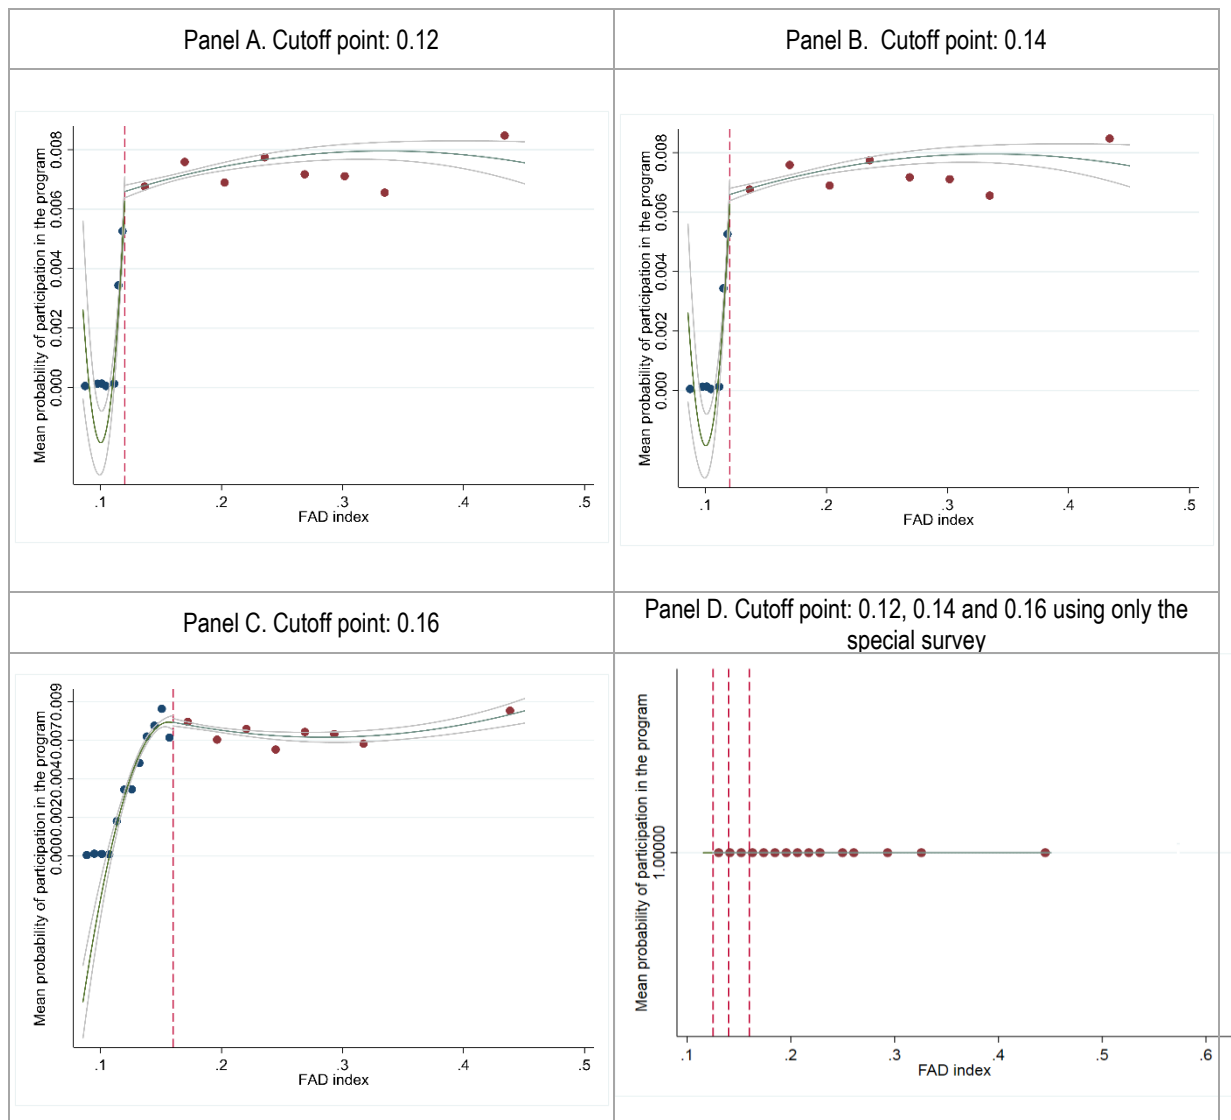 Panel A. Cutoff point: 0.12
Mean probability of participation in the program
0.000 0.002 0.004 0.006 0.008
.1 .2 .3 .4 .5
FAD index
Panel B. Cutoff point: 0.14
Mean probability of participation in the program
0.000 0.002 0.004 0.006 0.008
.1 .2 .3 .4 .5
FAD index
Panel C. Cutoff point: 0.16
Mean probability of participation in the program
0.0000.0020.0040.0070.009
.1 .2 .3 .4 .5
FAD index
Panel D. Cutoff point: 0.12, 0.14 and 0.16 using only the
special survey
Mean probability of participation in the program
1.00000
.1 .2 .3 .4 .5 .6
FAD index